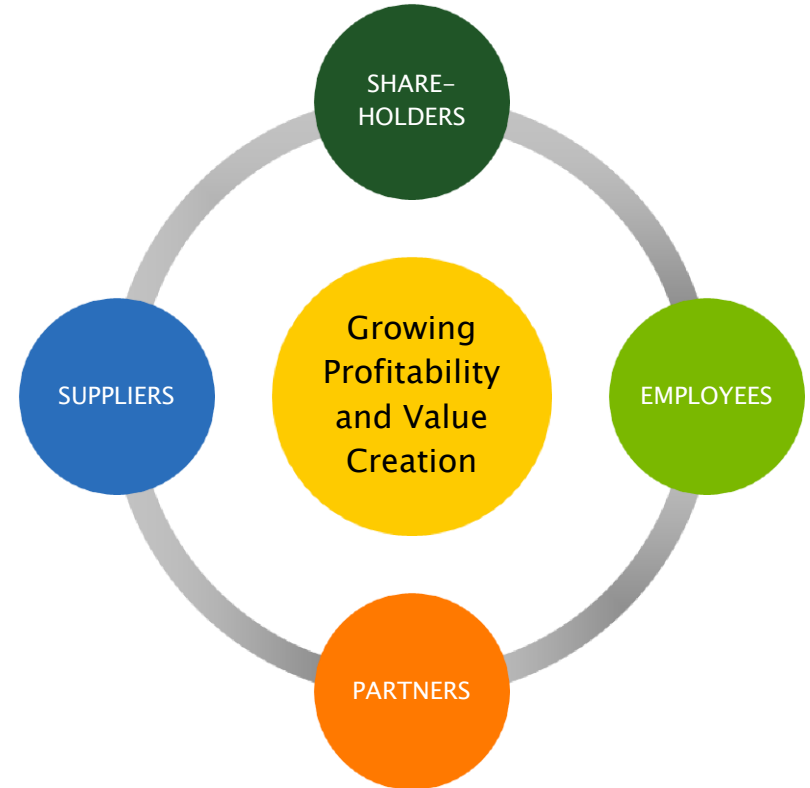 SHARE–
HOLDERS
SUPPLIERS
Growing
Profitability
and Value
Creation
EMPLOYEES
PARTNERS